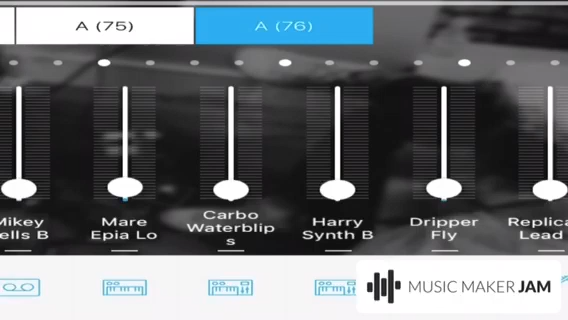 A (75)
A (76)
Mikey
ells B
Mare
Epia Lo
Carbo
Waterblip
s
Harry
Synth B
Dripper
Fly
Replica
Lead
MUSIC MAKER JAM